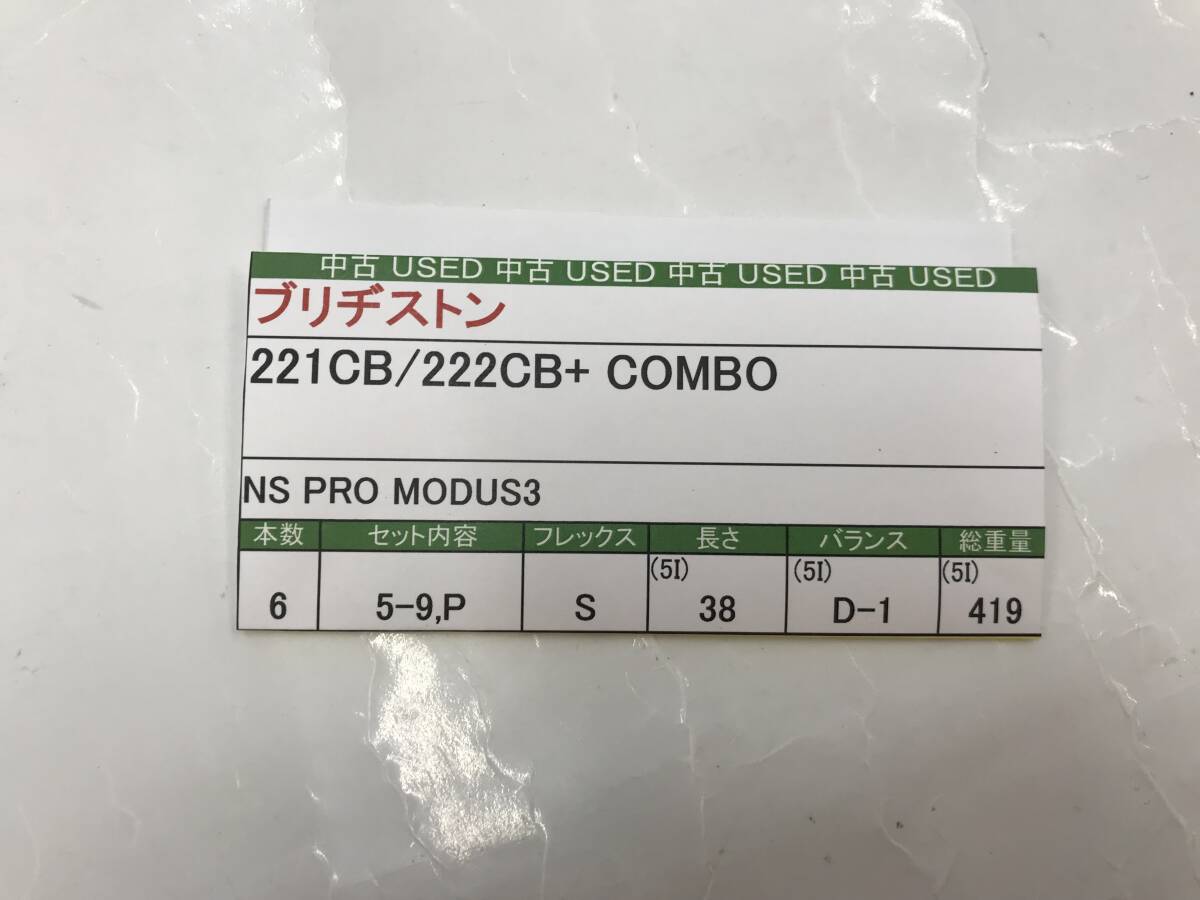 中古 USED 中古 USED 中古 USED 中古 USED
ブリヂストン
221CB/222CB+ COMBO
NS PRO MODUS3
本数 セット内容 フレックス 長さ バランス 総重量
(5I) (5I) (5I)
6 5-9,P S 38 D-1 419